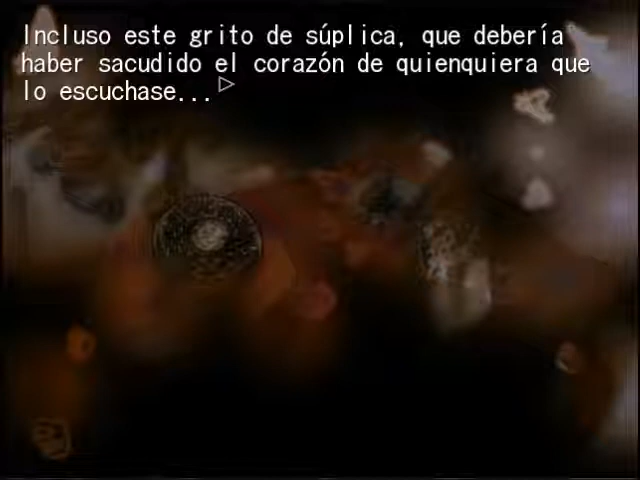 Incluso este grito de súplica, que debería
haber sacudido el corazón de quienquiera que
lo escuchase...